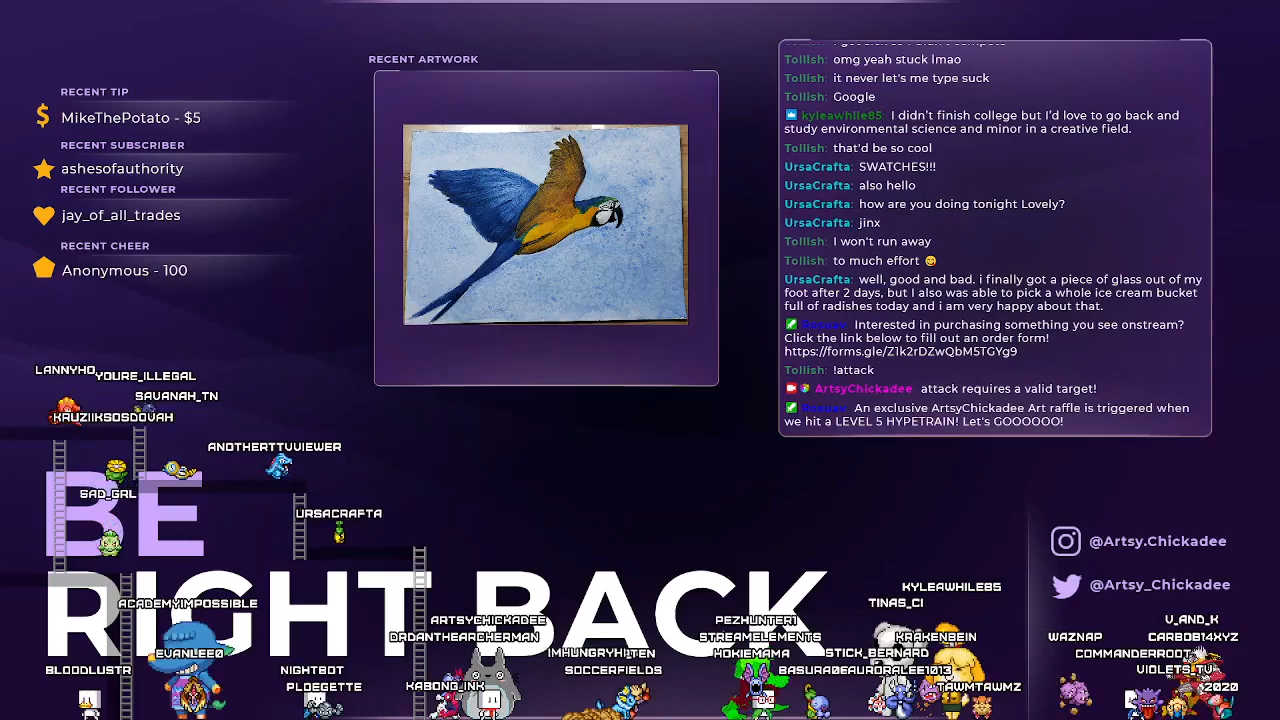 RECENT TIP
MikeThePotato - $5
RECENT SUBSCRIBER
ashesofauthority
RECENT FOLLOWER
jay_of_all_trades
RECENT CHEER
Anonymous - 100
RECENT ARTWORK
Tollish: omg yeah stuck lmao
Tollish: it never let's me type suck
Tollish: Google
kyleawhile85: I didn't finish college but I'd love to go back and
study environmental science and minor in a creative field.
Tollish: that'd be so cool
UrsaCrafta: SWATCHES!!!
UrsaCrafta: also hello
UrsaCrafta: how are you doing tonight Lovely?
UrsaCrafta: jinx
Tollish: I won't run away
Tollish: to much effort 😋
UrsaCrafta: well, good and bad. i finally got a piece of glass out of my
foot after 2 days, but I also was able to pick a whole ice cream bucket
full of radishes today and i am very happy about that.
Interested in purchasing something you see onstream?
Click the link below to fill out an order form!
https://forms.gle/Z1k2rDZwQbM5TGYg9
Tollish: !attack
ArtsyChickadee attack requires a valid target!
An exclusive ArtsyChickadee Art raffle is triggered when
we hit a LEVEL 5 HYPETRAIN! Let's GOOOOOO!
LANNYHO
YOURE_ILLEGAL
SAVANAH_TN
KRUZIIKSOSDOVAH
ANOTHERTTVVIEWER
SAD_GRL
URSACRAFTA
BE
RIGHT BACK
@Artsy.Chickadee
@Artsy_Chickadee
ACADEMYIMPOSSIBLE
EVANLEE0
BLOODLUSTR
NIGHTBOT
PLOEGETTE
ARTSYCHICKADEE
DRDANTHEARCHERMAN
KABONG_INK
SOCCERFIELDS
PEZHUNTER1
STREAMELEMENTS
HOKIEMAMA
STICK_BERNARD
AURORALEE1013
KYLEAWHILE85
TINAS_CI
KRAKENBEIN
TAWMTAWMZ
WAZNAP
V_AND_K
CARBOB14XYZ
COMMANDERROOT
VIOLETS_TV